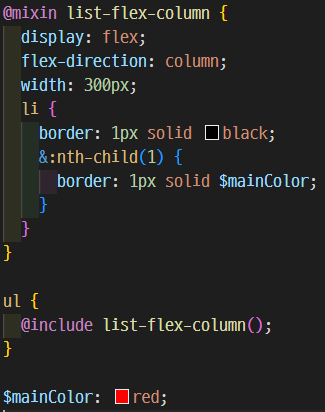 @mixin list-flex-column {
  display: flex;
  flex-direction: column;
  width: 300px;
  li {
    border: 1px solid black;
    &:nth-child(1) {
      border: 1px solid $mainColor;
    }
  }
}

ul {
  @include list-flex-column();
}

$mainColor: red;